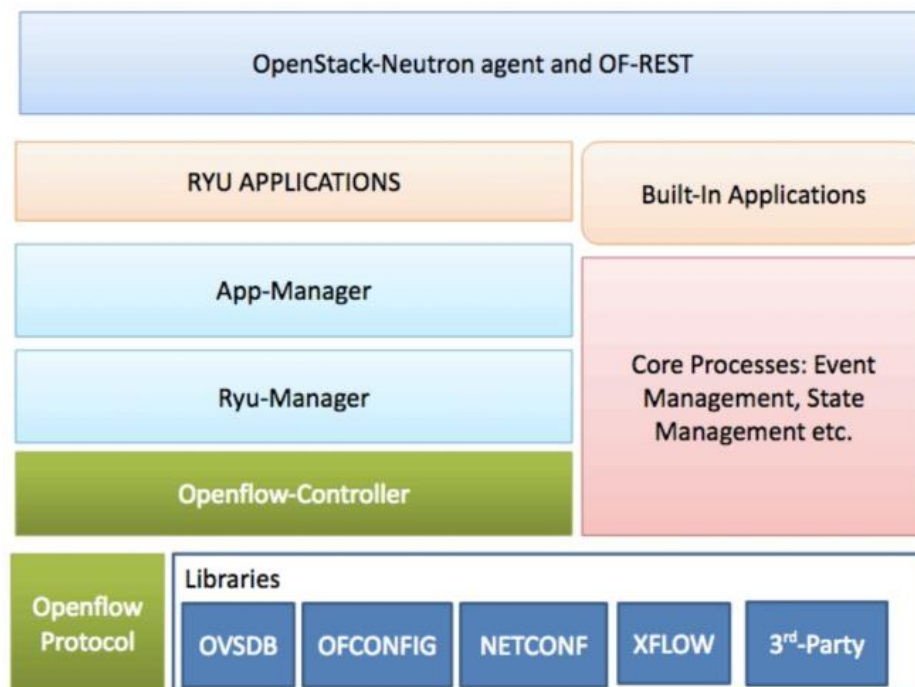 OpenStack-Neutron agent and OF-REST
RYU APPLICATIONS
Built-In Applications
App-Manager
Ryu-Manager
Core Processes: Event
Management, State
Management etc.
Openflow-Controller
Openflow
Protocol
Libraries
OVSDB
OFCONFIG
NETCONF
XFLOW
3rd-Party